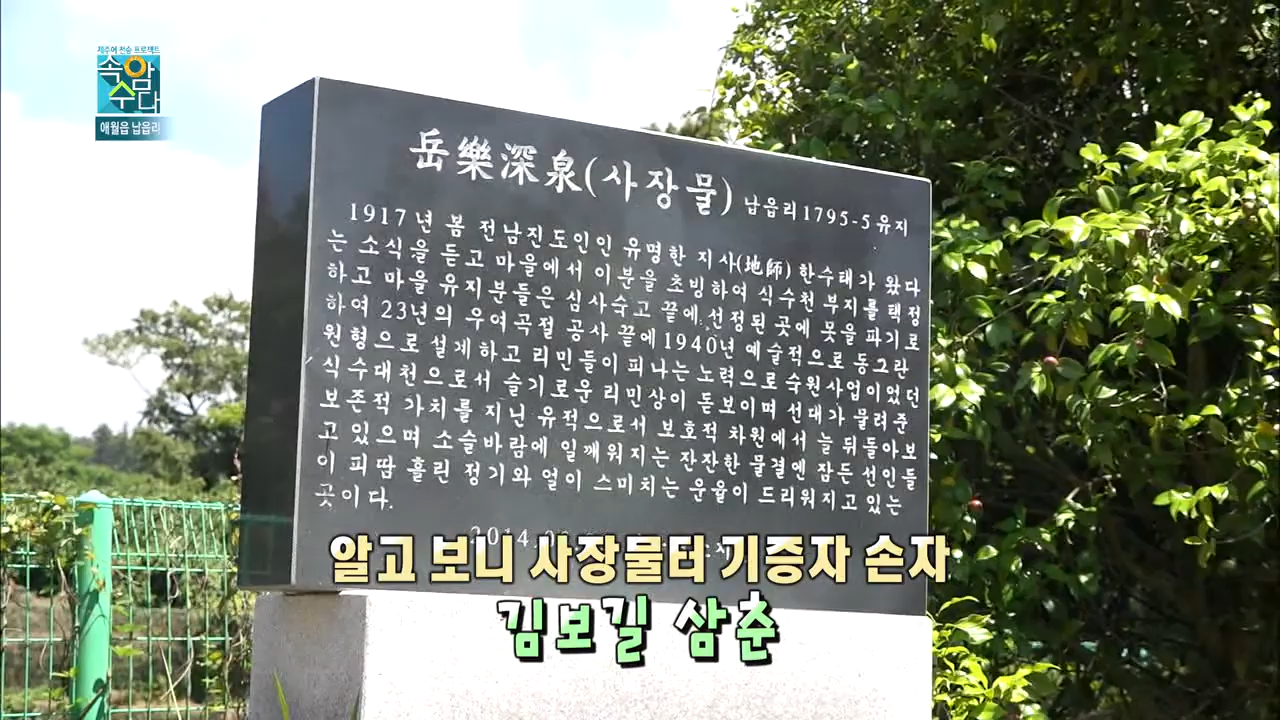 제주어 전승 프로젝트
속암수다
애월읍 납읍리
岳樂深泉(사장물) 납읍리1795-5유지
1917년 봄 전남진도인인 유명한 지사(地師) 한수태가 왔다
는 소식을 듣고 마을에서 이분을 초빙하여 식수천 부지를 택정
하고 마을 유지분들은 심사숙고 끝에 선정된 곳에 못을 파기로
하여 23년의 우여곡절 공사 끝에 1940년 예술적으로 동그란
원형으로 설계하고 리민들이 피나는 노력으로 숙원사업이었던
식수대천으로서 슬기로운 리민상이 돋보이며 선대가 물려준
보존적 가치를 지닌 유적으로서 보호적 차원에서 늘 뒤돌아보
고 있으며 소슬바람에 일깨워지는 잔잔한 물결엔 잠든 선인들
이 피땀 흘린 정기와 얼이 스미치는 운율이 드리워지고 있는
곳이다.
2014.
알고 보니 사장물터 기증자 손자
김보길 삼춘